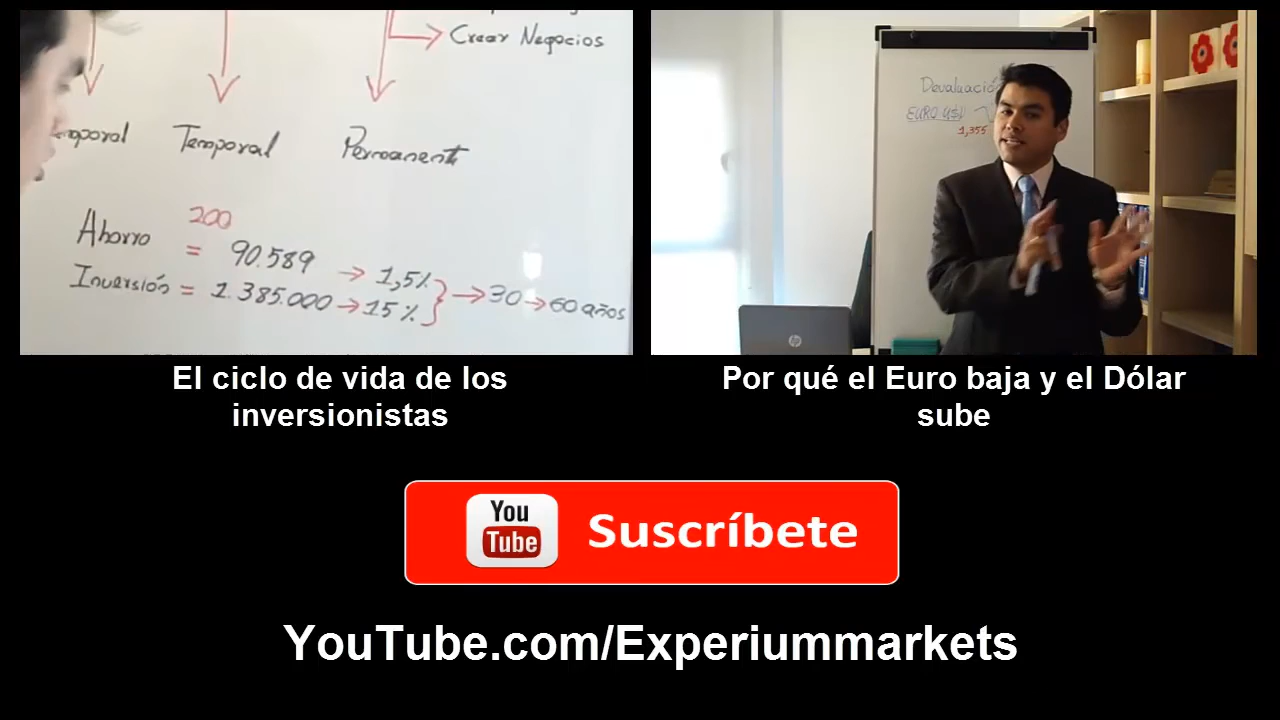 Crear Negocios
Temporal
Permanente
Ahorro
200
= 90.589 → 1,5%
Inversión = 1.385.000 → 15% } → 30 → 60 años
Devaluación
EURO US$
1,355
hp
El ciclo de vida de los
inversionistas
Por qué el Euro baja y el Dólar
sube
You
Tube
Suscríbete
YouTube.com/Experiummarkets